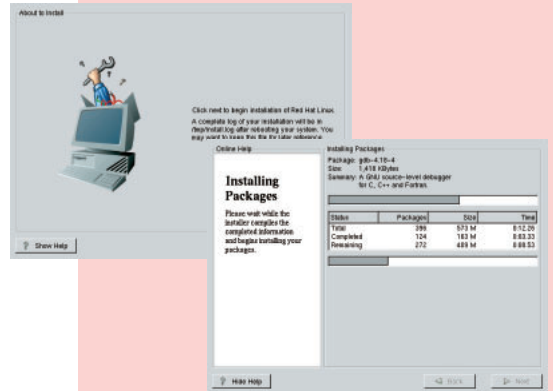 About to Install
Click next to begin installation of Red Hat Linux.
A complete log of your installation will be in
/tmp/install.log after rebooting your system. You
may want to keep this file for later reference.
Show Help
Online Help
Installing
Packages
Please wait while the
installer compiles the
completed information
and begins installing your
packages.
Installing Packages
Package: gdb-4.18-4
Size: 1,418 KBytes
Summary: A GNU source-level debugger
for C, C++ and Fortran.
Status Packages Size Time
Total 396 573 M 0:12.26
Completed 124 163 M 0:03.33
Remaining 272 409 M 0:08.53
Hide Help
Back
Next